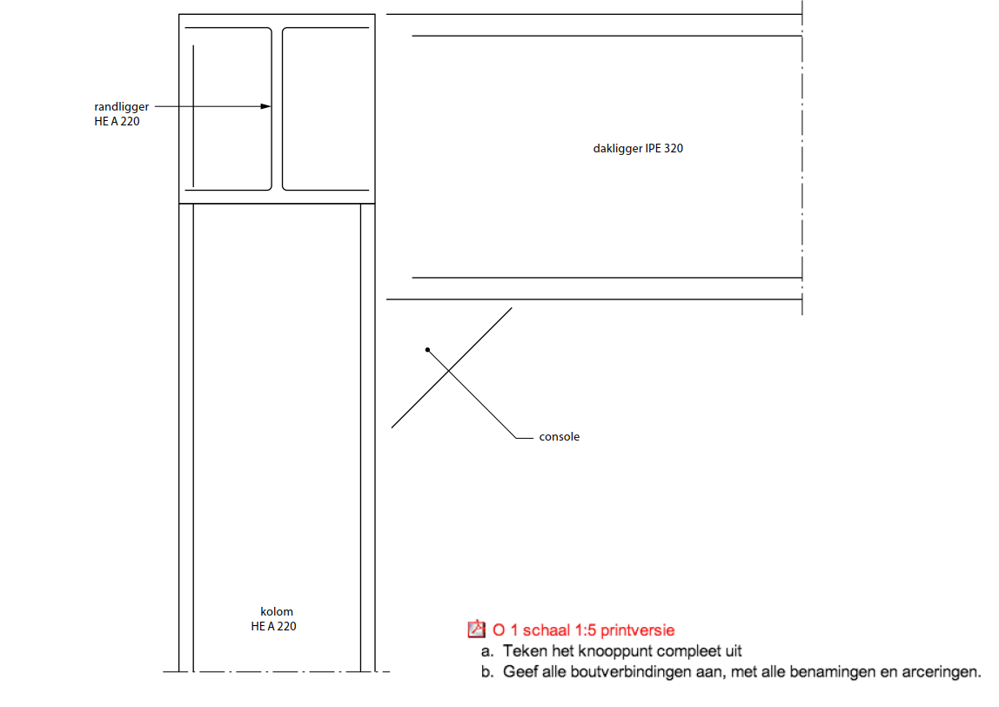 randligger
HE A 220
dakligger IPE 320
console
kolom
HE A 220
O 1 schaal 1:5 printversie
a. Teken het knooppunt compleet uit
b. Geef alle boutverbindingen aan, met alle benamingen en arceringen.